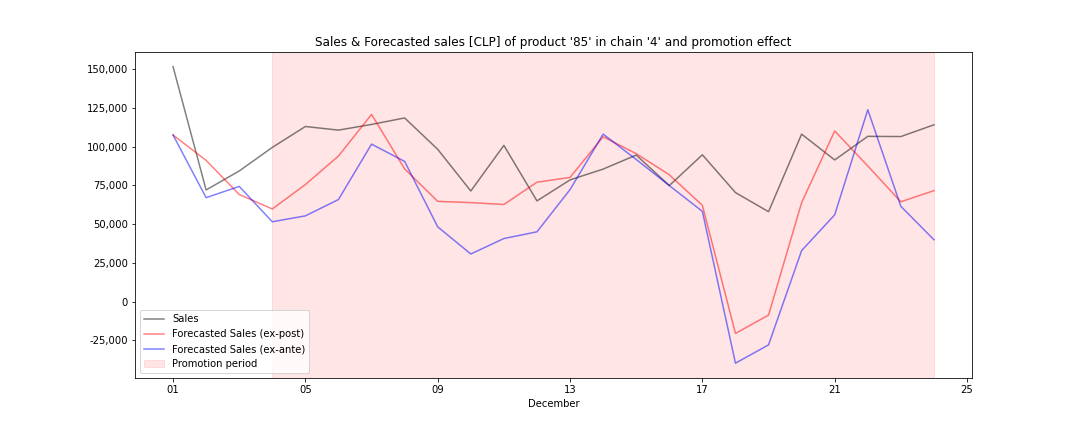 Sales & Forecasted sales [CLP] of product '85' in chain '4' and promotion effect
150,000
125,000
100,000
75,000
50,000
25,000
0
-25,000
Sales
Forecasted Sales (ex-post)
Forecasted Sales (ex-ante)
Promotion period
01 05 09 13 17 21 25
December